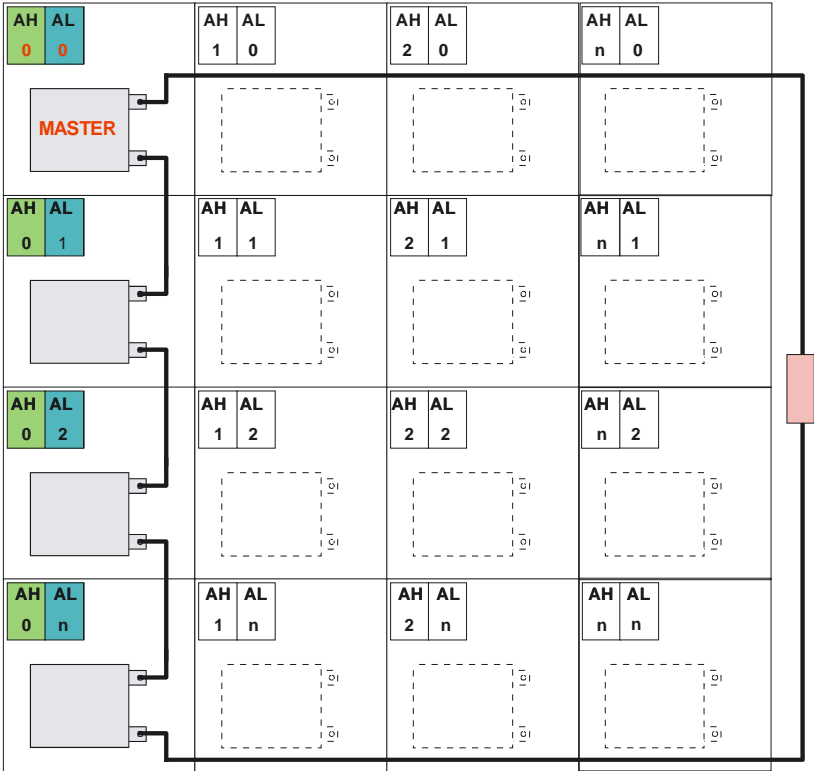 AH AL AH AL AH AL AH AL
0 0 1 0 2 0 n 0
MASTER
AH AL AH AL AH AL AH AL
0 1 1 1 2 1 n 1
AH AL AH AL AH AL AH AL
0 2 1 2 2 2 n 2
AH AL AH AL AH AL AH AL
0 n 1 n 2 n n n